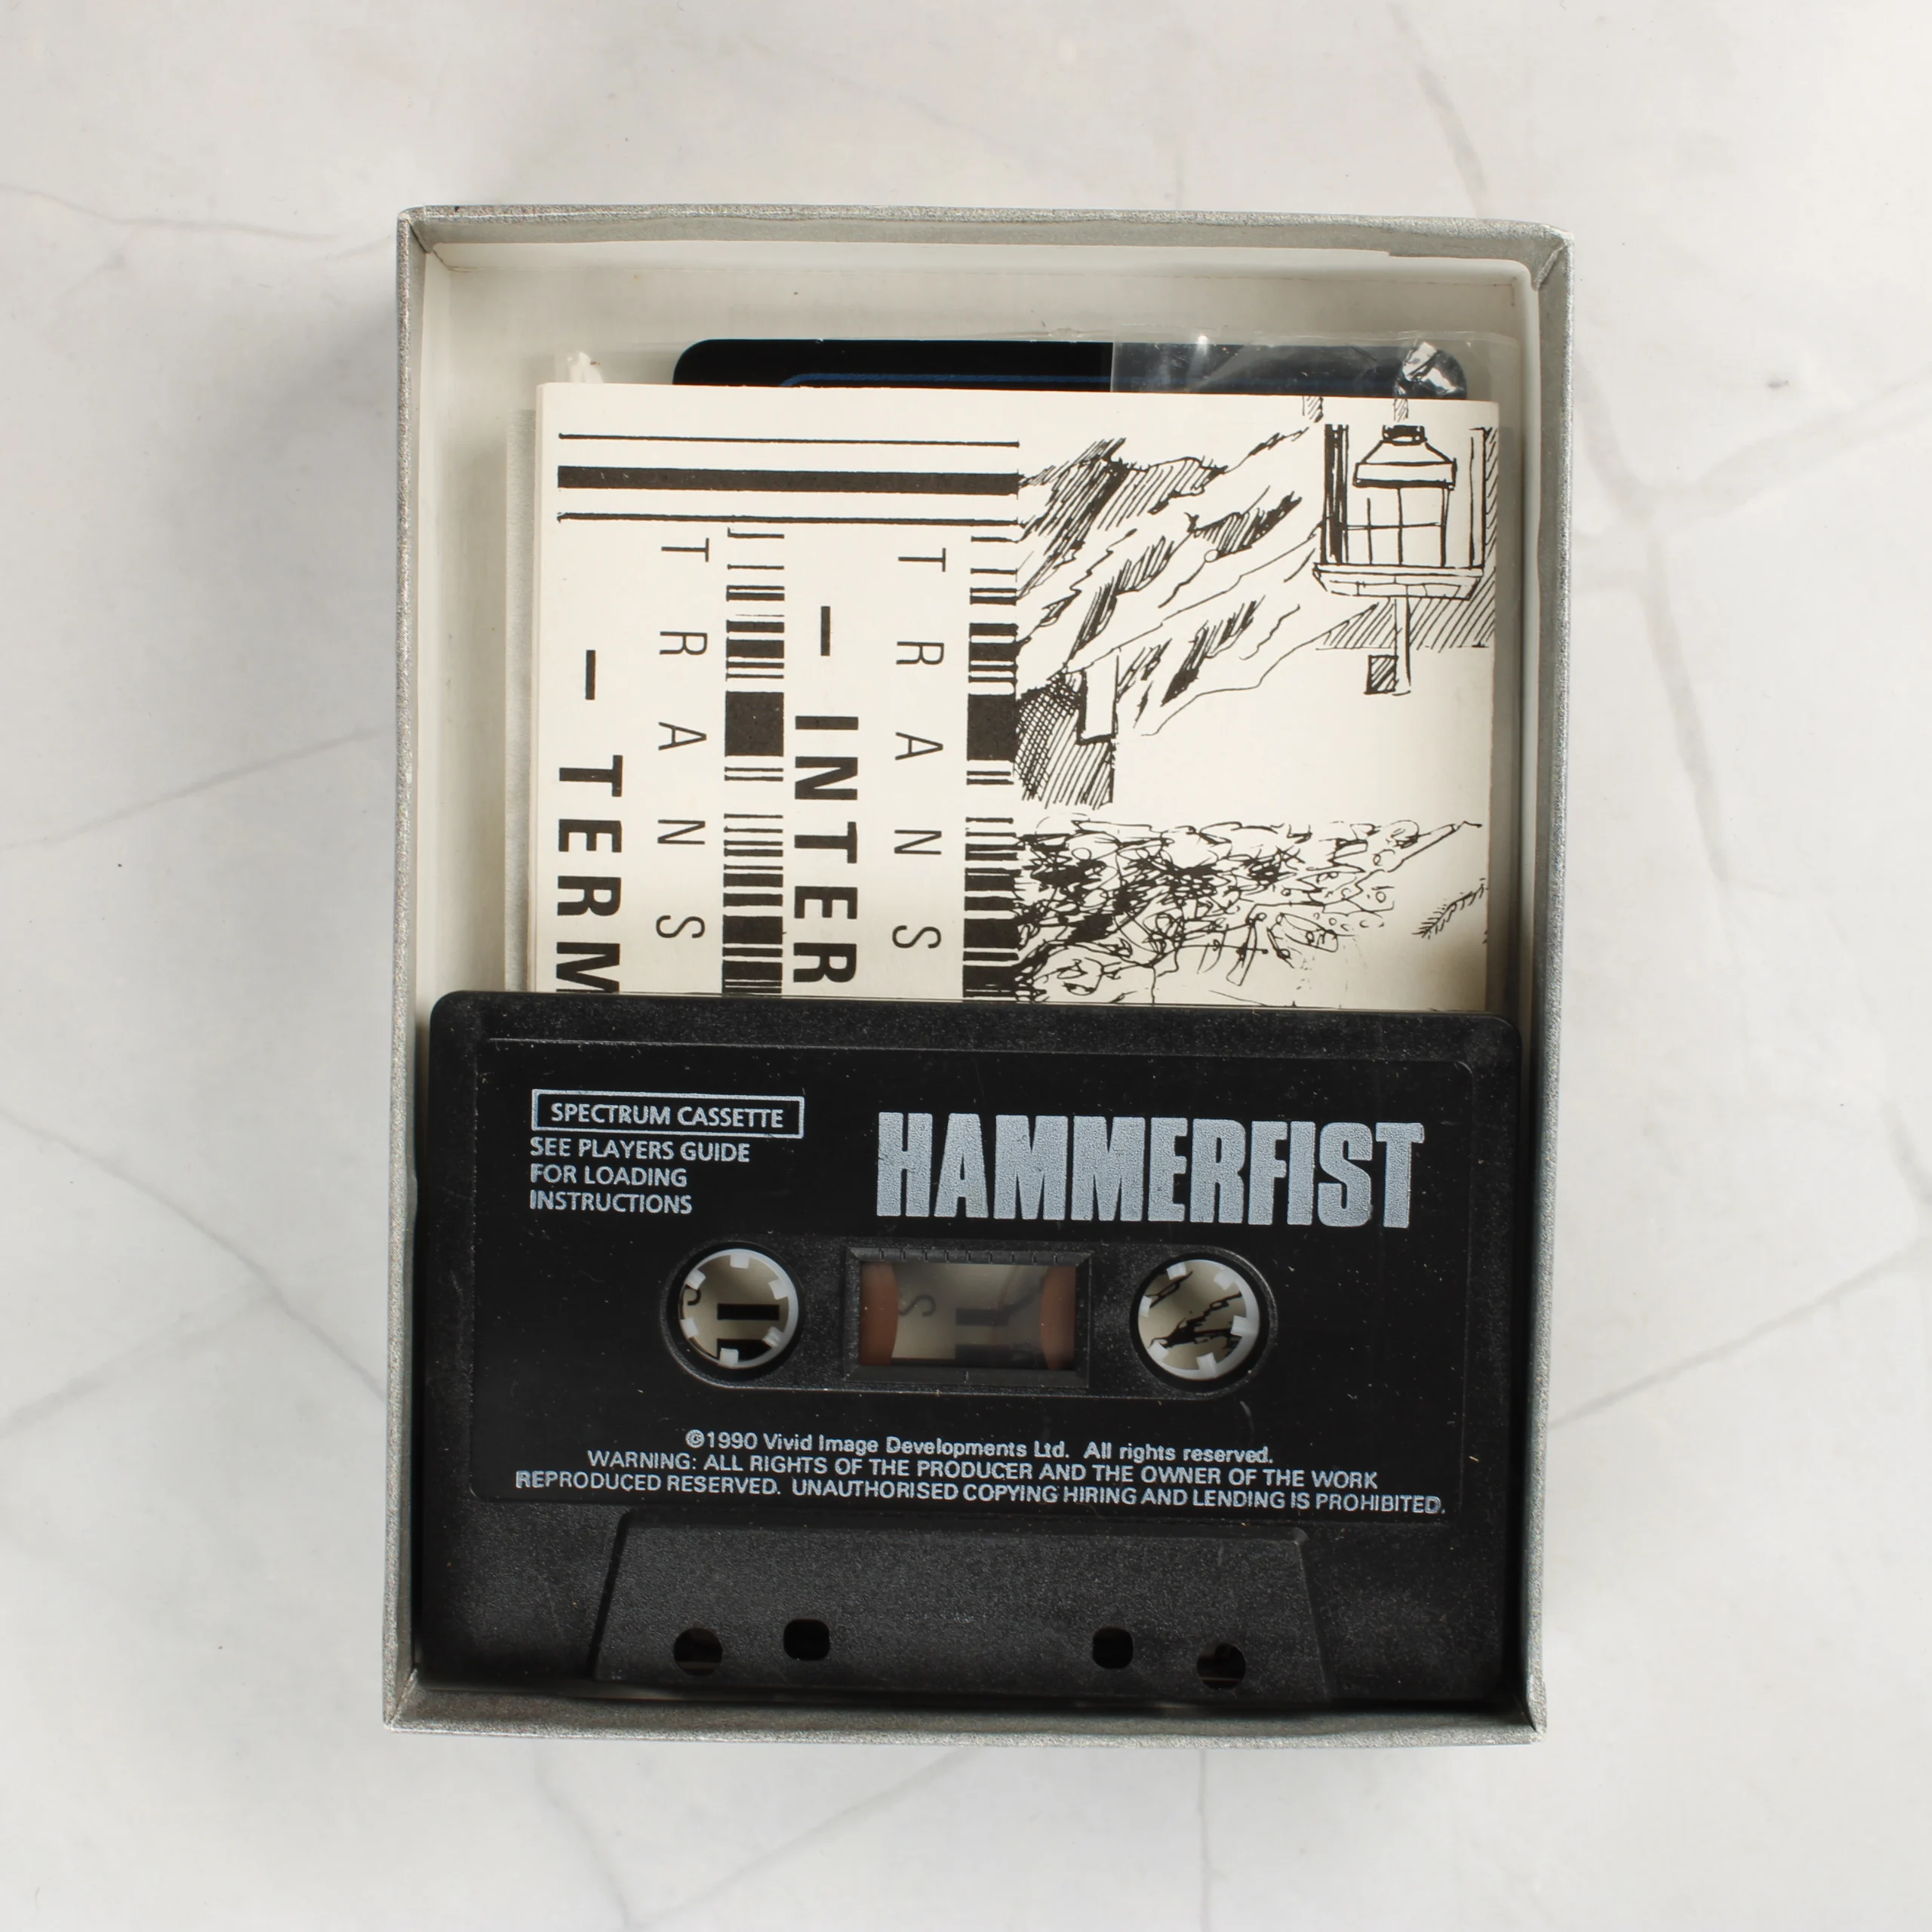 TRANS
– INTER
TRANS
– TERM
SPECTRUM CASSETTE
SEE PLAYERS GUIDE
FOR LOADING
INSTRUCTIONS
HAMMERFIST
©1990 Vivid Image Developments Ltd. All rights reserved.
WARNING: ALL RIGHTS OF THE PRODUCER AND THE OWNER OF THE WORK
REPRODUCED RESERVED. UNAUTHORISED COPYING HIRING AND LENDING IS PROHIBITED.